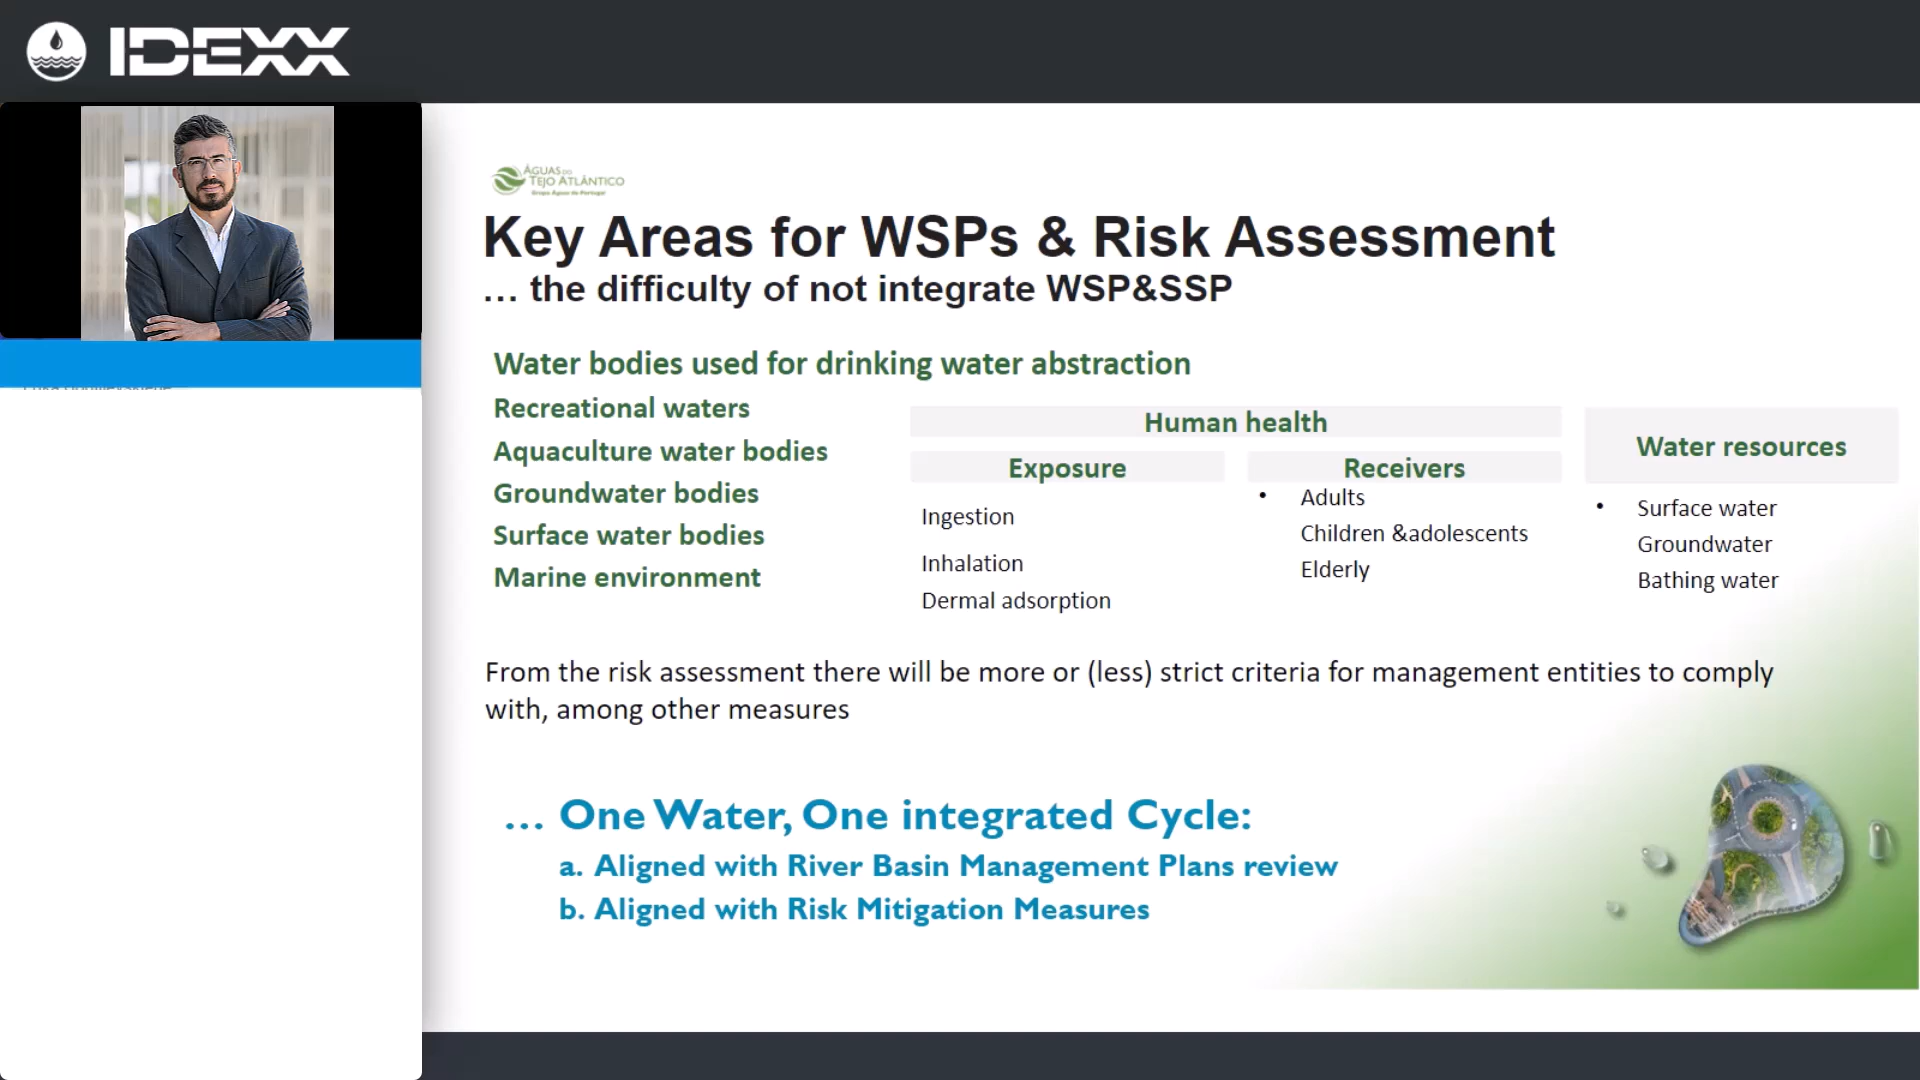 IDEXX
ÁGUAS DO
TEJO ATLÂNTICO
Grupo Águas de Portugal
Key Areas for WSPs & Risk Assessment
… the difficulty of not integrate WSP&SSP
Water bodies used for drinking water abstraction
Recreational waters
Aquaculture water bodies
Groundwater bodies
Surface water bodies
Marine environment
Human health
Exposure
Ingestion
Inhalation
Dermal adsorption
Receivers
• Adults
Children &adolescents
Elderly
Water resources
• Surface water
Groundwater
Bathing water
From the risk assessment there will be more or (less) strict criteria for management entities to comply
with, among other measures
… One Water, One integrated Cycle:
a. Aligned with River Basin Management Plans review
b. Aligned with Risk Mitigation Measures